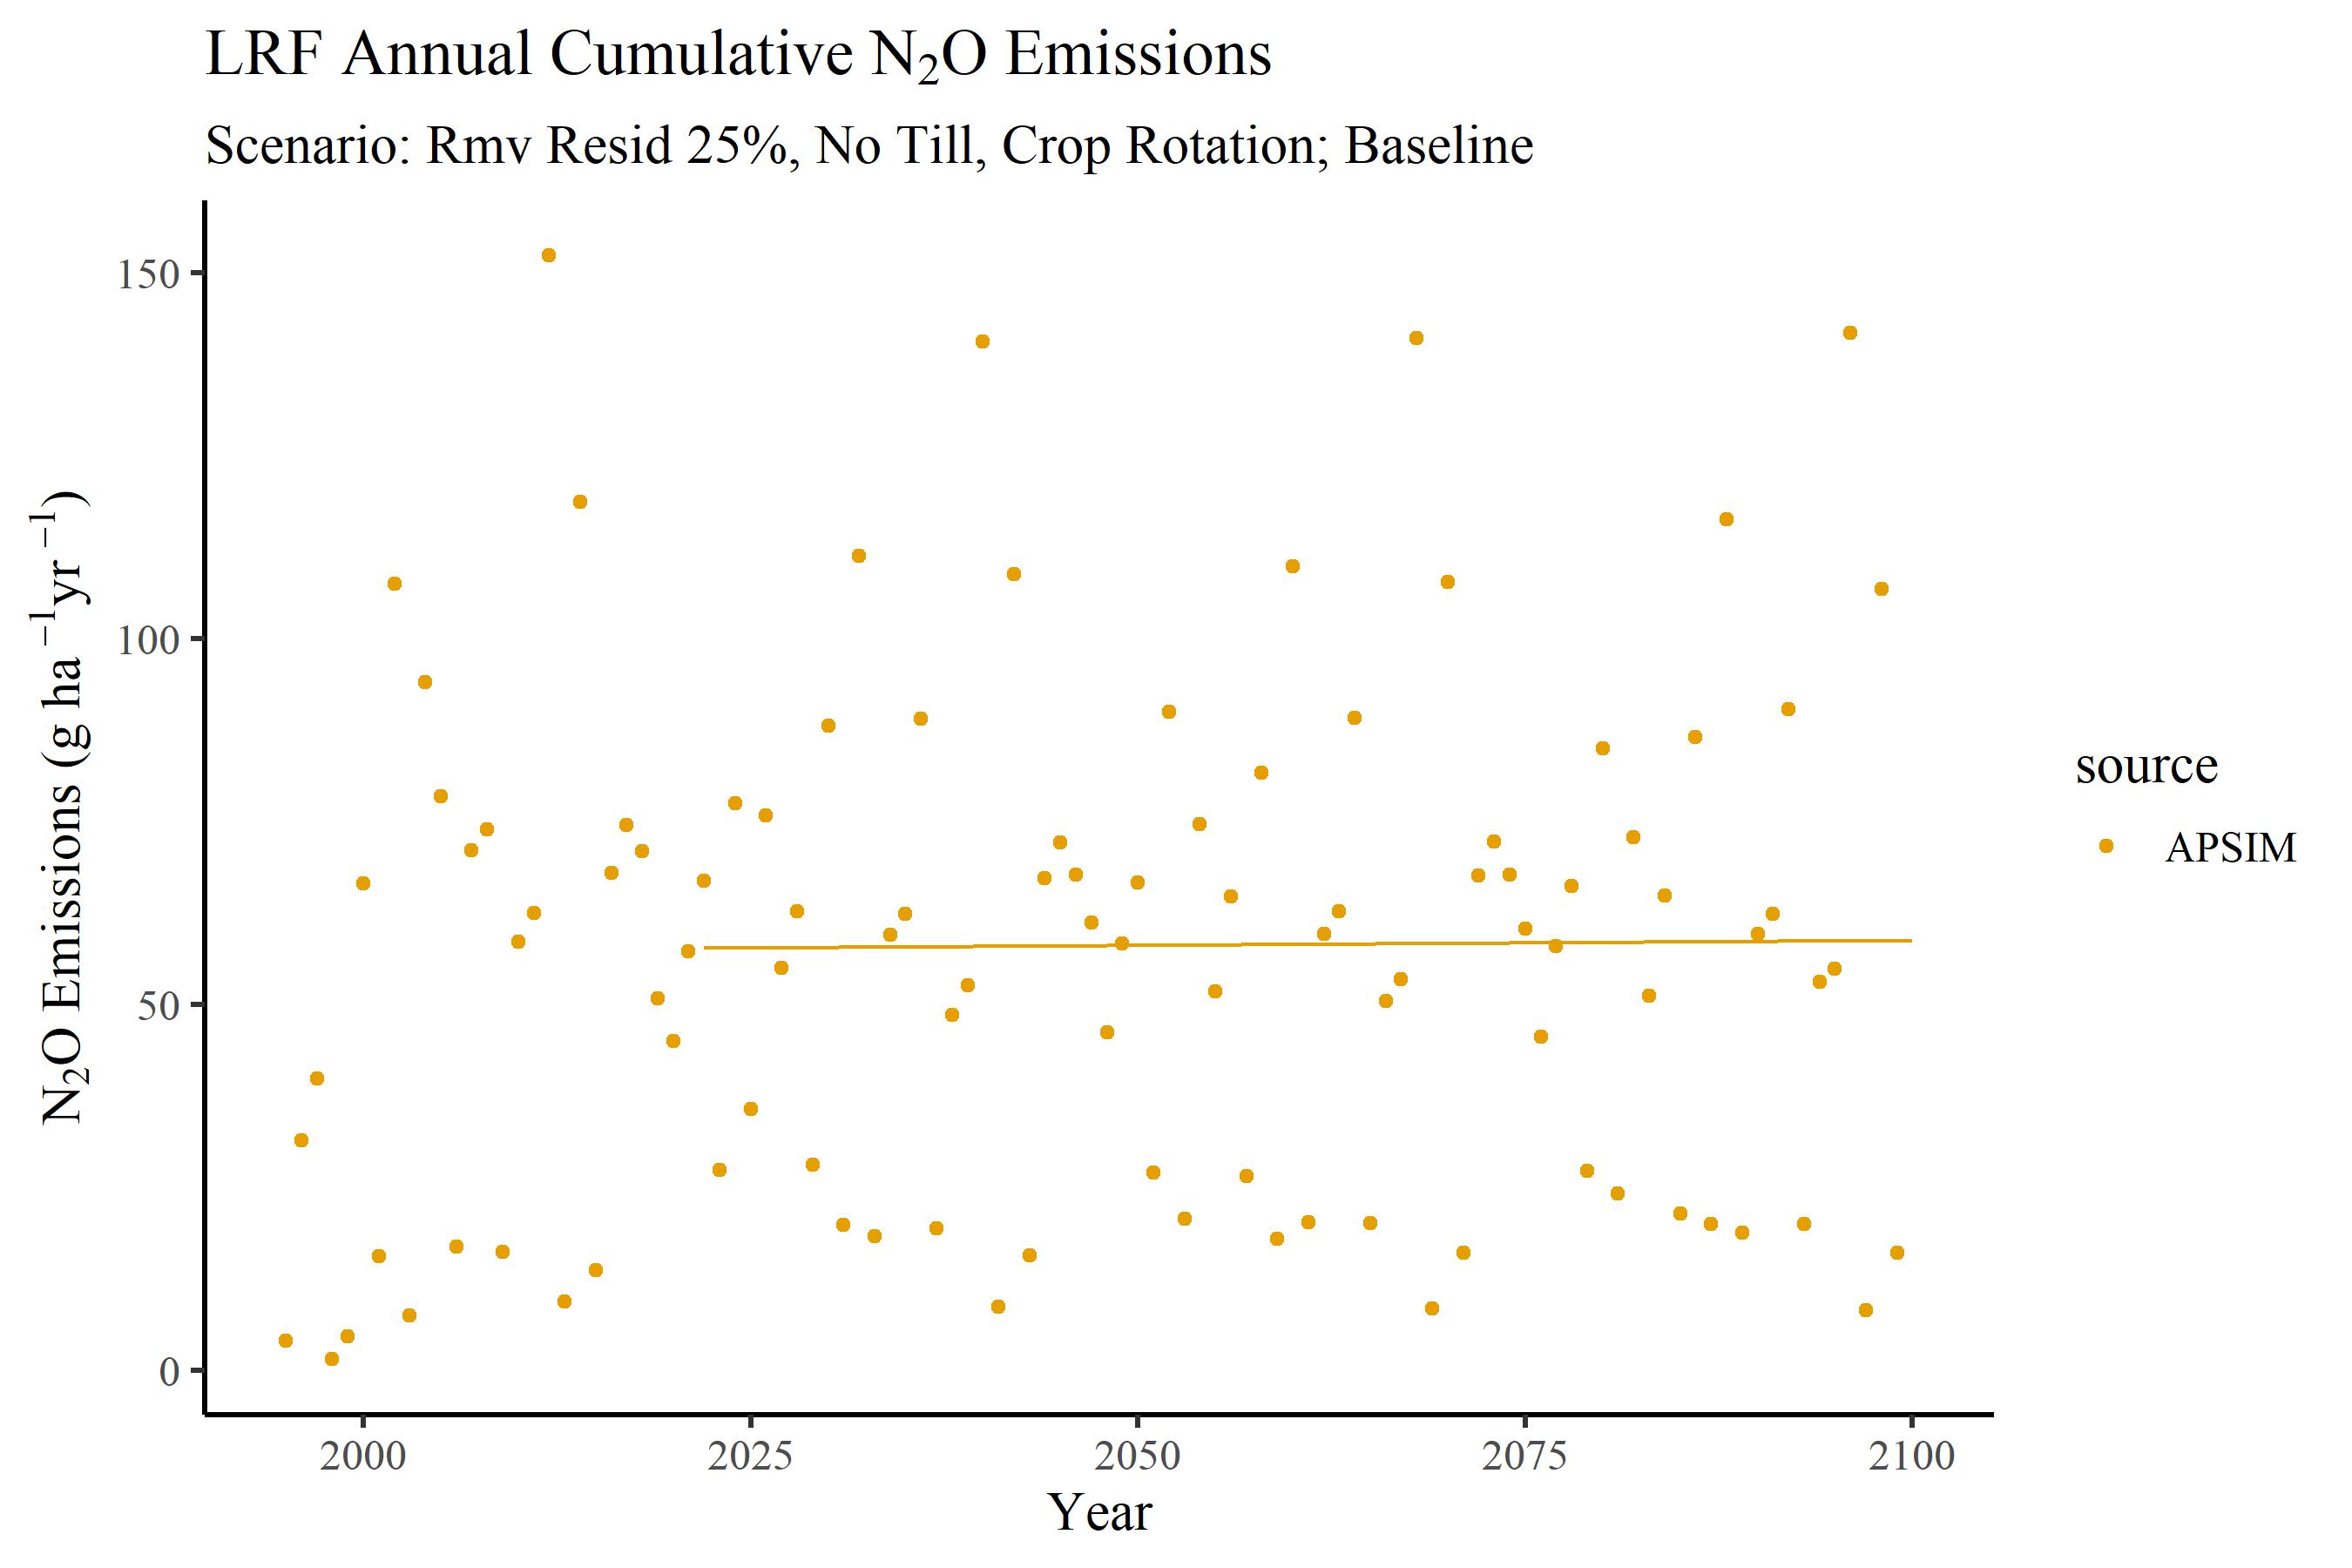 LRF Annual Cumulative N₂O Emissions
Scenario: Rmv Resid 25%, No Till, Crop Rotation; Baseline
N₂O Emissions (g ha ⁻¹yr ⁻¹)
150
100
50
0
2000 2025 2050 2075 2100
Year
source
APSIM